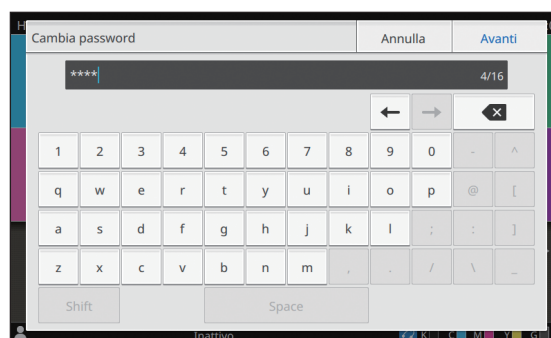 H
Cambia password Annulla Avanti
**** 4/16
← →
1 2 3 4 5 6 7 8 9 0 - ^
q w e r t y u i o p @ [
a s d f g h j k l ; : ]
z x c v b n m , . / \ _
Shift Space
Inattivo K C M Y G